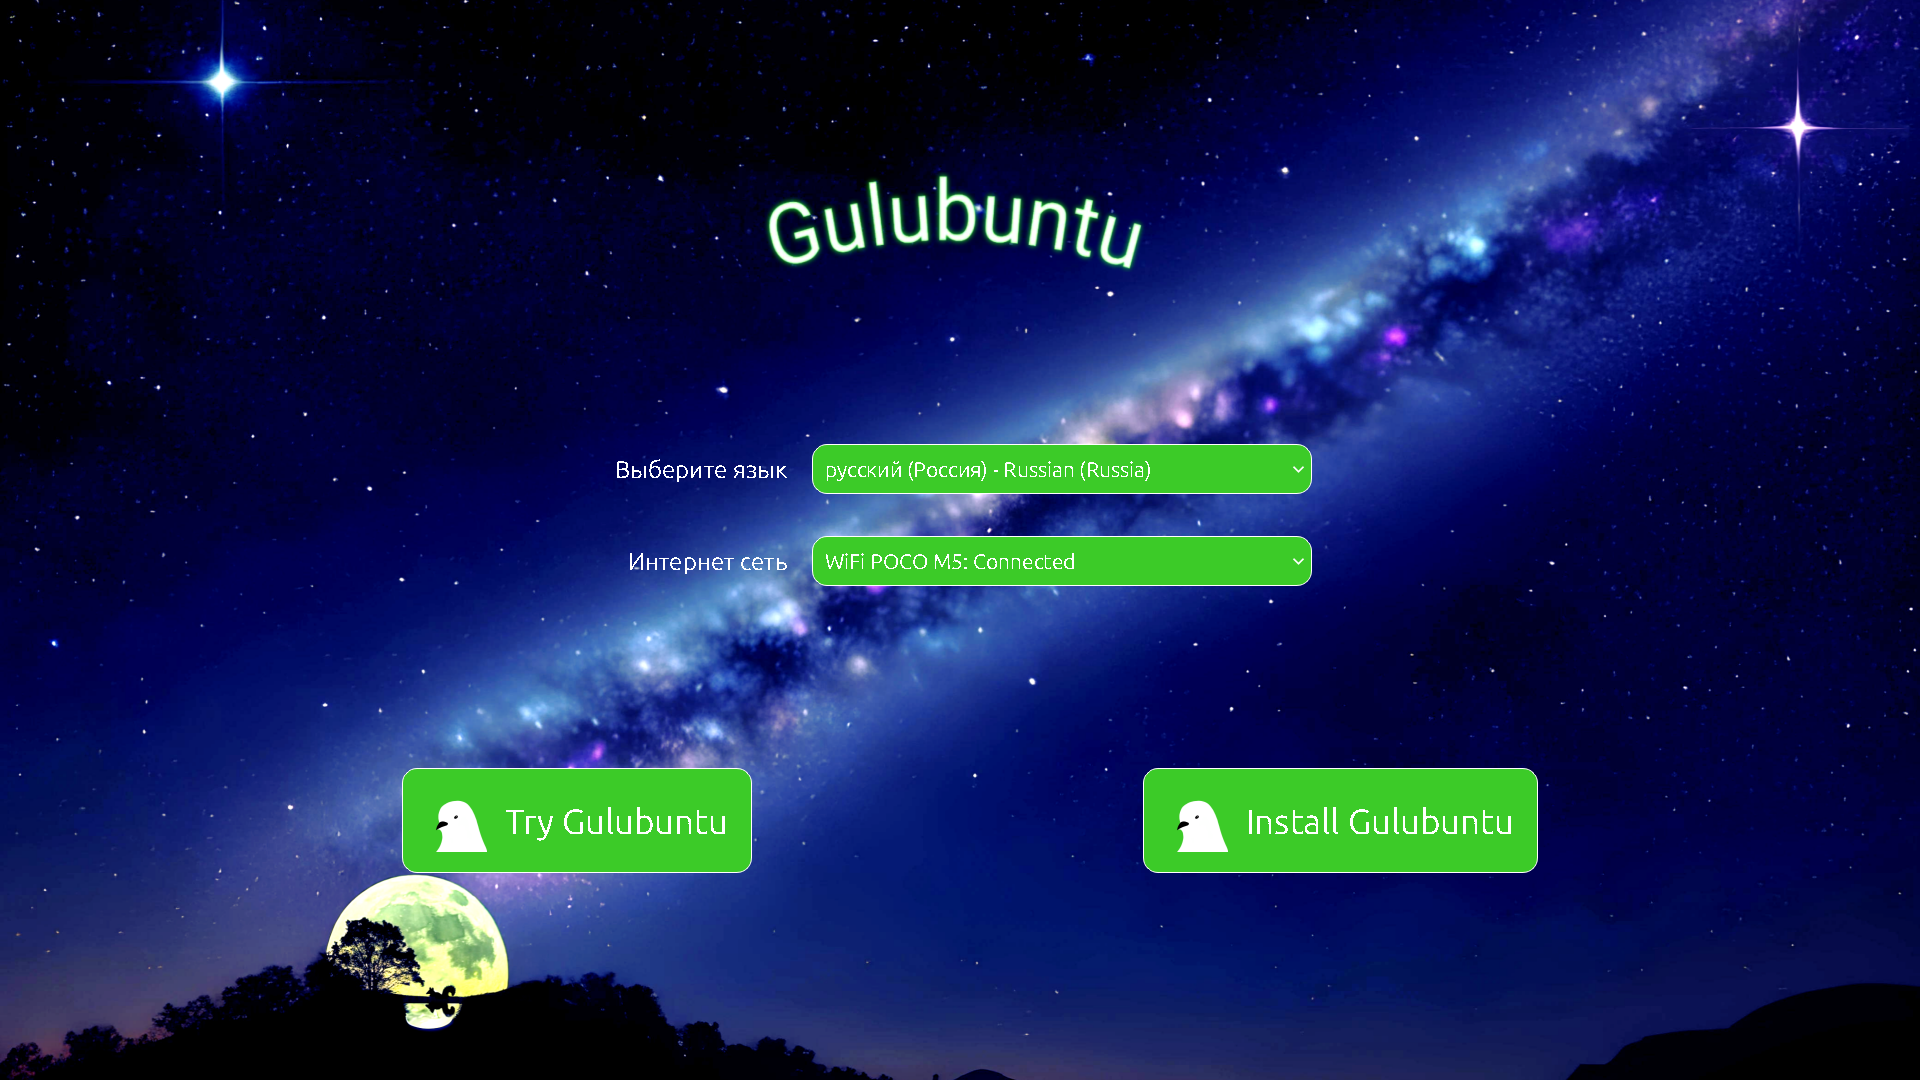 Gulubuntu
Выберите язык
русский (Россия) - Russian (Russia)
Интернет сеть
WiFi POCO M5: Connected
Try Gulubuntu
Install Gulubuntu